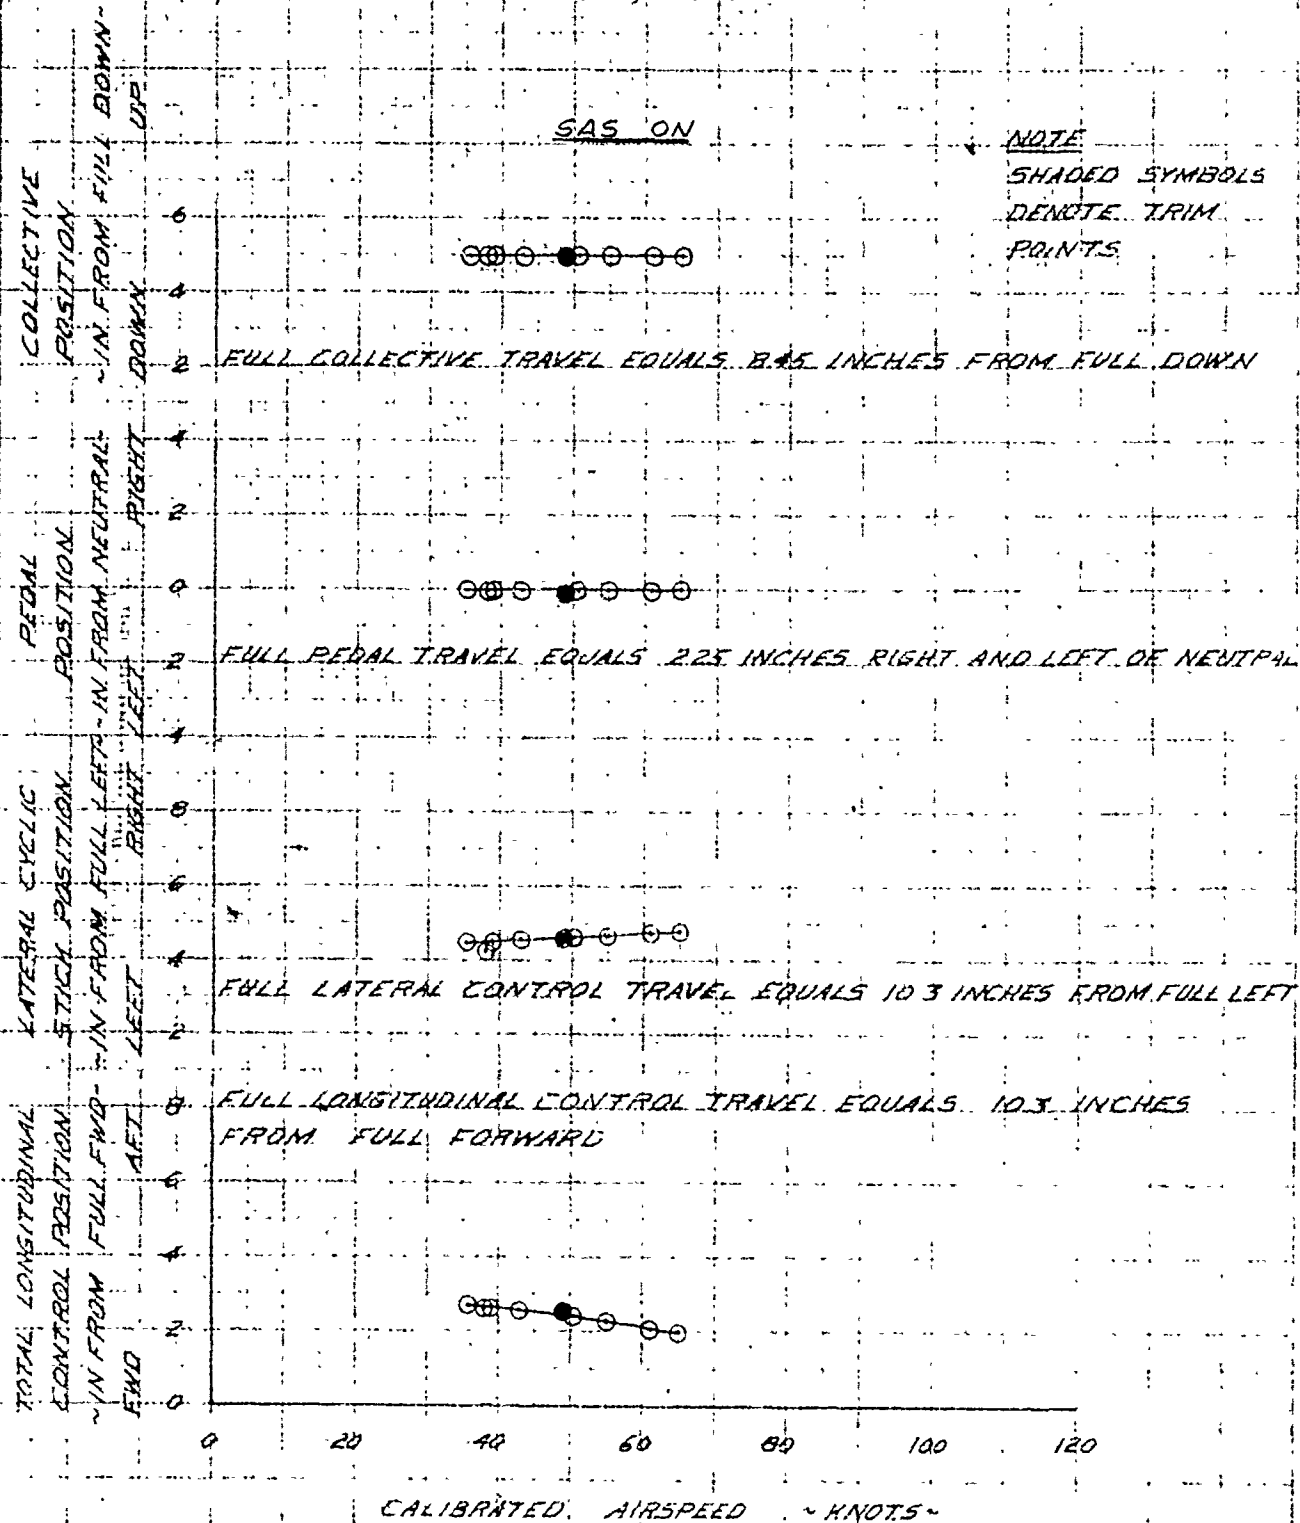 SAS ON
NOTE
SHADED SYMBOLS
DENOTE TRIM
POINTS
COLLECTIVE
POSITION
~IN. FROM FULL DOWN~
DOWN UP
6
4
2
FULL COLLECTIVE TRAVEL EQUALS 8.45 INCHES FROM FULL DOWN
PEDAL
POSITION
~IN FROM NEUTRAL~
LEFT RIGHT
4
2
0
2
4
FULL PEDAL TRAVEL EQUALS 2.25 INCHES RIGHT AND LEFT OF NEUTRAL
LATERAL CYCLIC
STICK POSITION
~IN FROM FULL LEFT~
LEFT RIGHT
8
6
4
2
FULL LATERAL CONTROL TRAVEL EQUALS 10 3 INCHES FROM FULL LEFT
TOTAL LONGITUDINAL
CONTROL POSITION
~IN FROM FULL FWD~
FWD AFT
8
6
4
2
0
FULL LONGITUDINAL CONTROL TRAVEL EQUALS 10.3 INCHES
FROM FULL FORWARD
0 20 40 60 80 100 120
CALIBRATED AIRSPEED ~ KNOTS ~